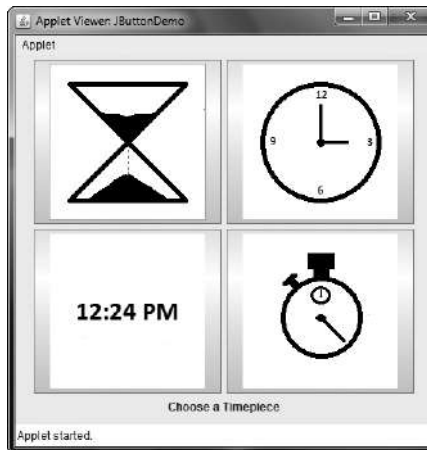 Applet Viewer: JButtonDemo
Applet
12
9
3
6
12:24 PM
Choose a Timepiece
Applet started.